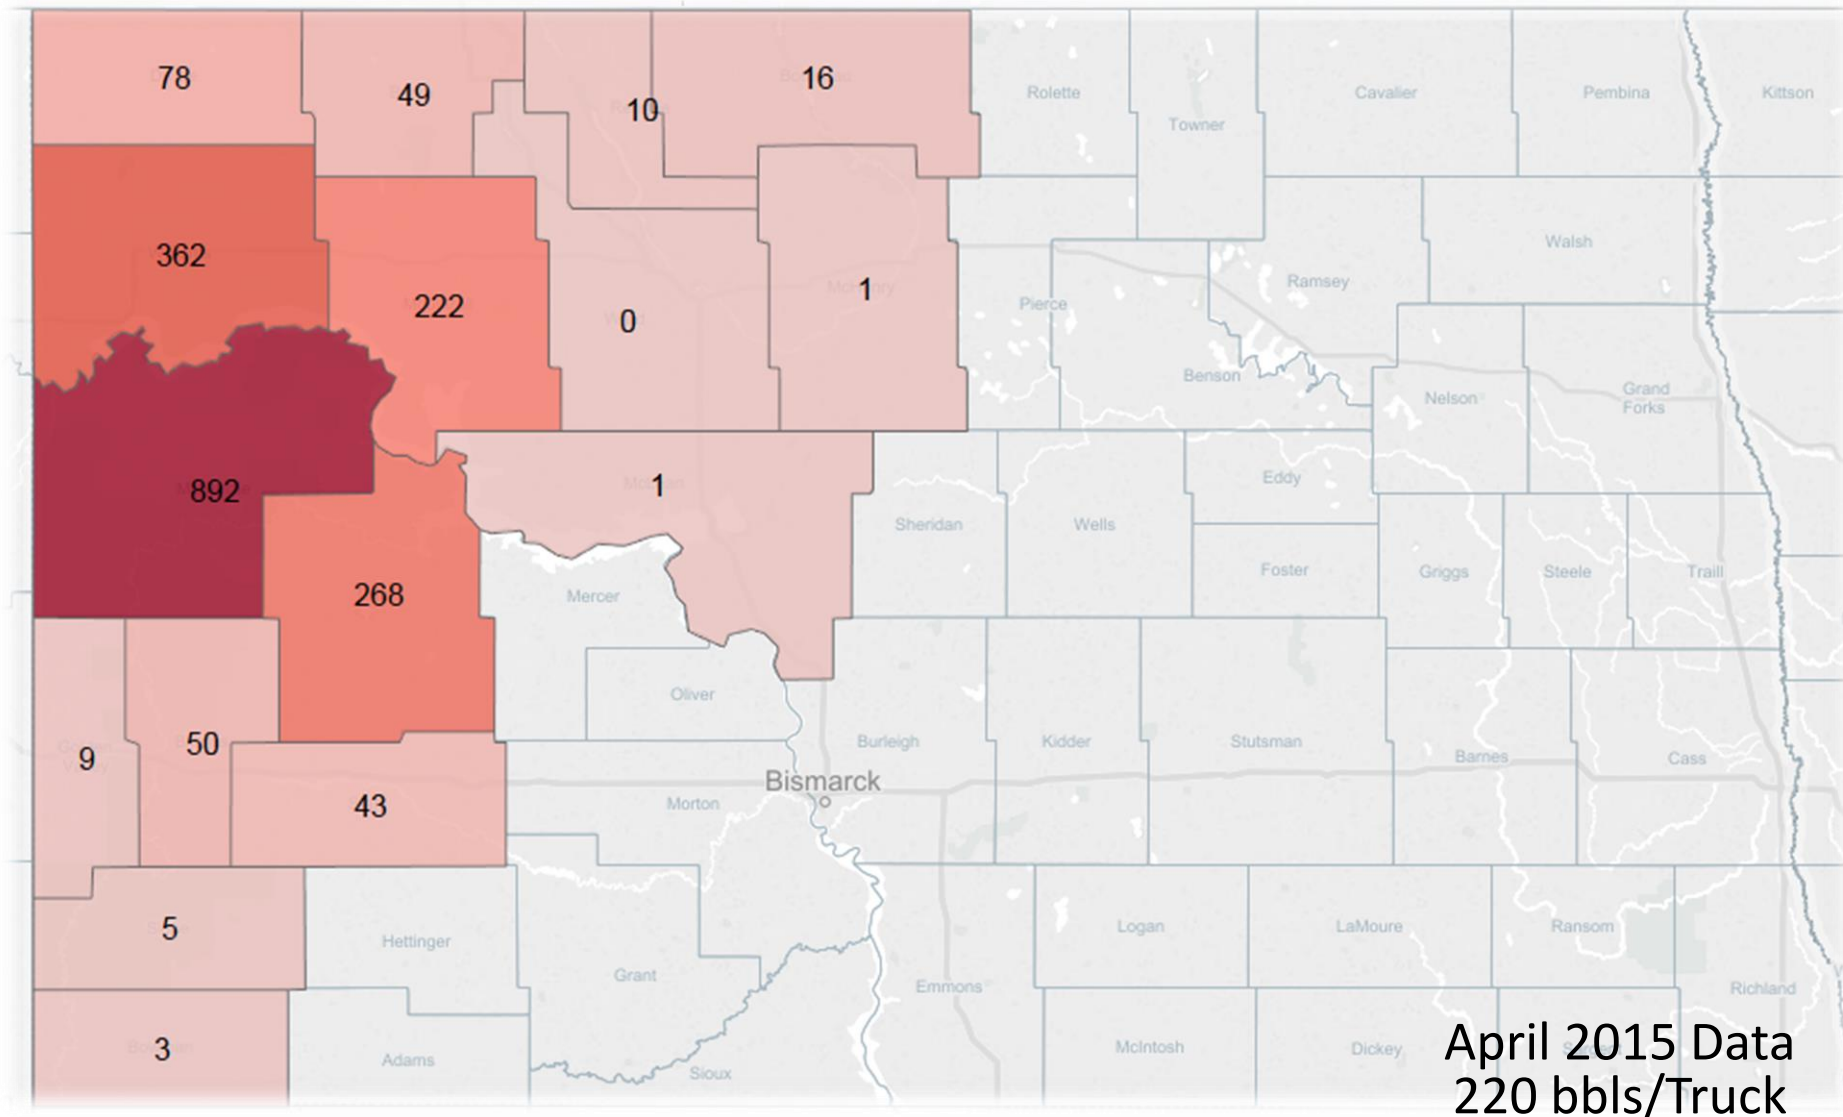 78
49
10
16
Rolette
Towner
Cavalier
Pembina
Kittson
362
222
0
McHenry
1
Pierce
Ramsey
Walsh
Benson
Nelson
Grand
Forks
892
1
Sheridan
Wells
Eddy
Foster
Griggs
Steele
Traill
268
Mercer
Oliver
9
50
43
Burleigh
Kidder
Stutsman
Barnes
Cass
Bismarck
Morton
5
Hettinger
Grant
Emmons
Logan
LaMoure
Ransom
Richland
3
Adams
Sioux
McIntosh
Dickey
Sargent
April 2015 Data
220 bbls/Truck